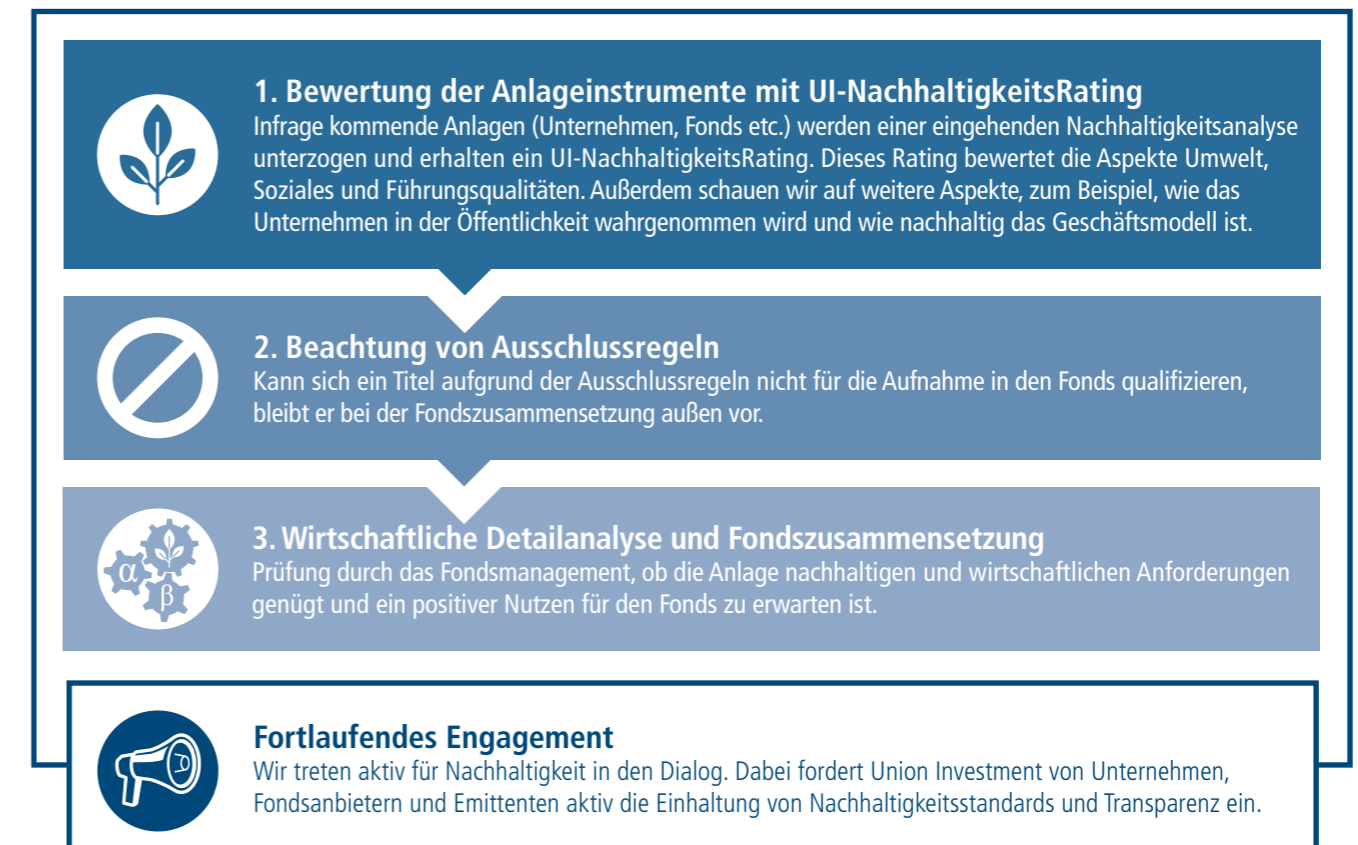 1. Bewertung der Anlageinstrumente mit UI-NachhaltigkeitsRating
Infrage kommende Anlagen (Unternehmen, Fonds etc.) werden einer eingehenden Nachhaltigkeitsanalyse
unterzogen und erhalten ein UI-NachhaltigkeitsRating. Dieses Rating bewertet die Aspekte Umwelt,
Soziales und Führungsqualitäten. Außerdem schauen wir auf weitere Aspekte, zum Beispiel, wie das
Unternehmen in der Öffentlichkeit wahrgenommen wird und wie nachhaltig das Geschäftsmodell ist.
2. Beachtung von Ausschlussregeln
Kann sich ein Titel aufgrund der Ausschlussregeln nicht für die Aufnahme in den Fonds qualifizieren,
bleibt er bei der Fondszusammensetzung außen vor.
α
β
3. Wirtschaftliche Detailanalyse und Fondszusammensetzung
Prüfung durch das Fondsmanagement, ob die Anlage nachhaltigen und wirtschaftlichen Anforderungen
genügt und ein positiver Nutzen für den Fonds zu erwarten ist.
Fortlaufendes Engagement
Wir treten aktiv für Nachhaltigkeit in den Dialog. Dabei fordert Union Investment von Unternehmen,
Fondsanbietern und Emittenten aktiv die Einhaltung von Nachhaltigkeitsstandards und Transparenz ein.